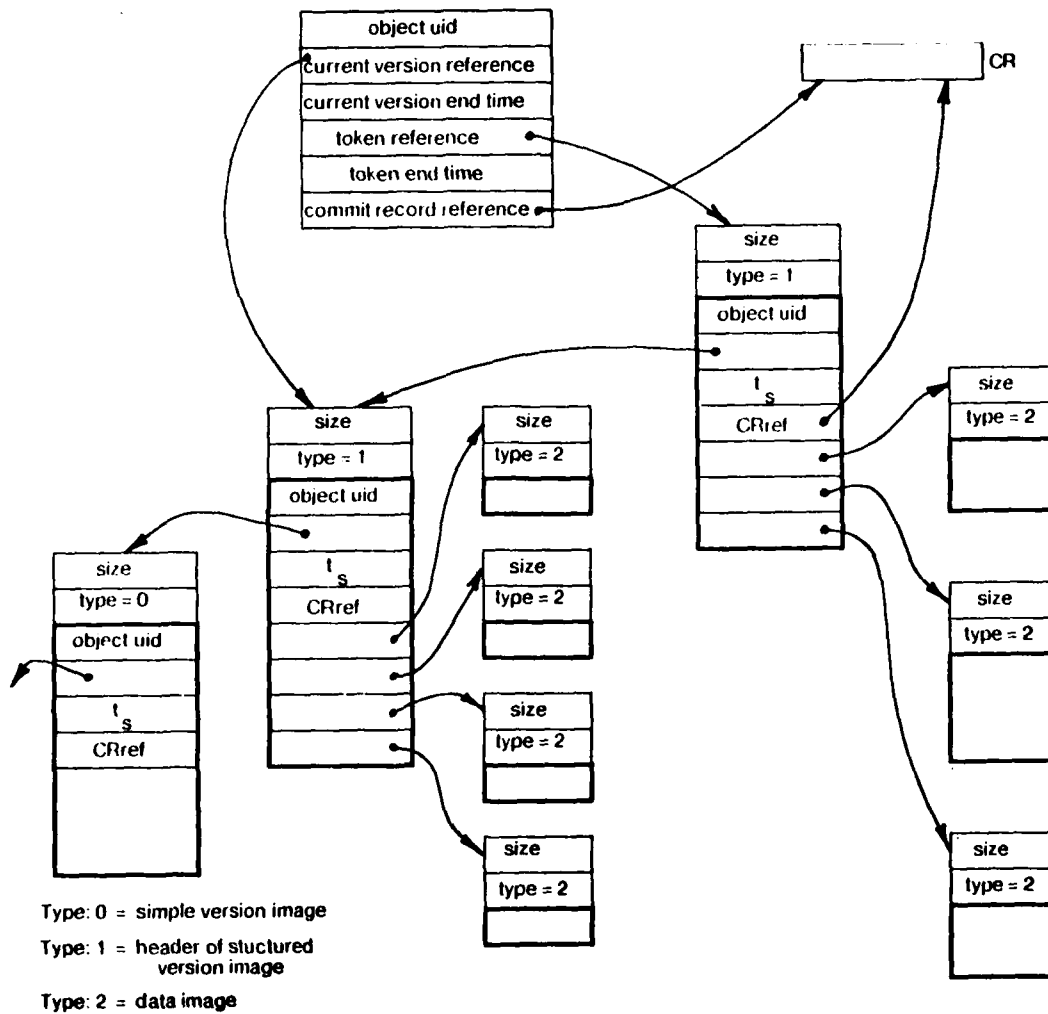 object uid
current version reference
current version end time
token reference
token end time
commit record reference
CR
size
type = 1
object uid
t s
CRref
size
type = 2
size
type = 2
size
type = 2
size
type = 1
object uid
t s
CRref
size
type = 2
size
type = 2
size
type = 2
size
type = 2
size
type = 0
object uid
t s
CRref
Type: 0 = simple version image
Type: 1 = header of stuctured
version image
Type: 2 = data image